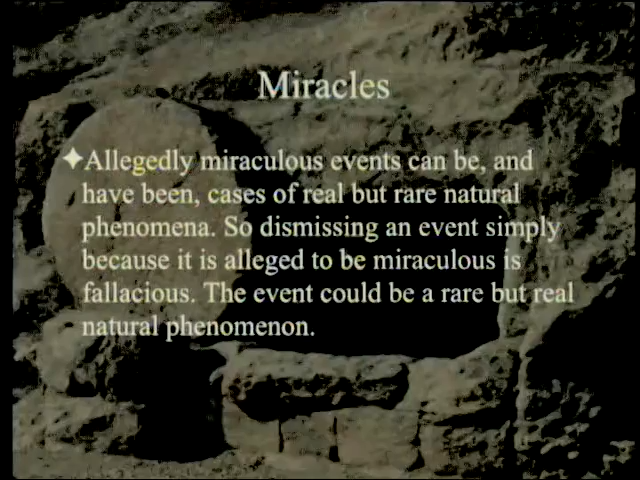 Miracles
✦Allegedly miraculous events can be, and
have been, cases of real but rare natural
phenomena. So dismissing an event simply
because it is alleged to be miraculous is
fallacious. The event could be a rare but real
natural phenomenon.